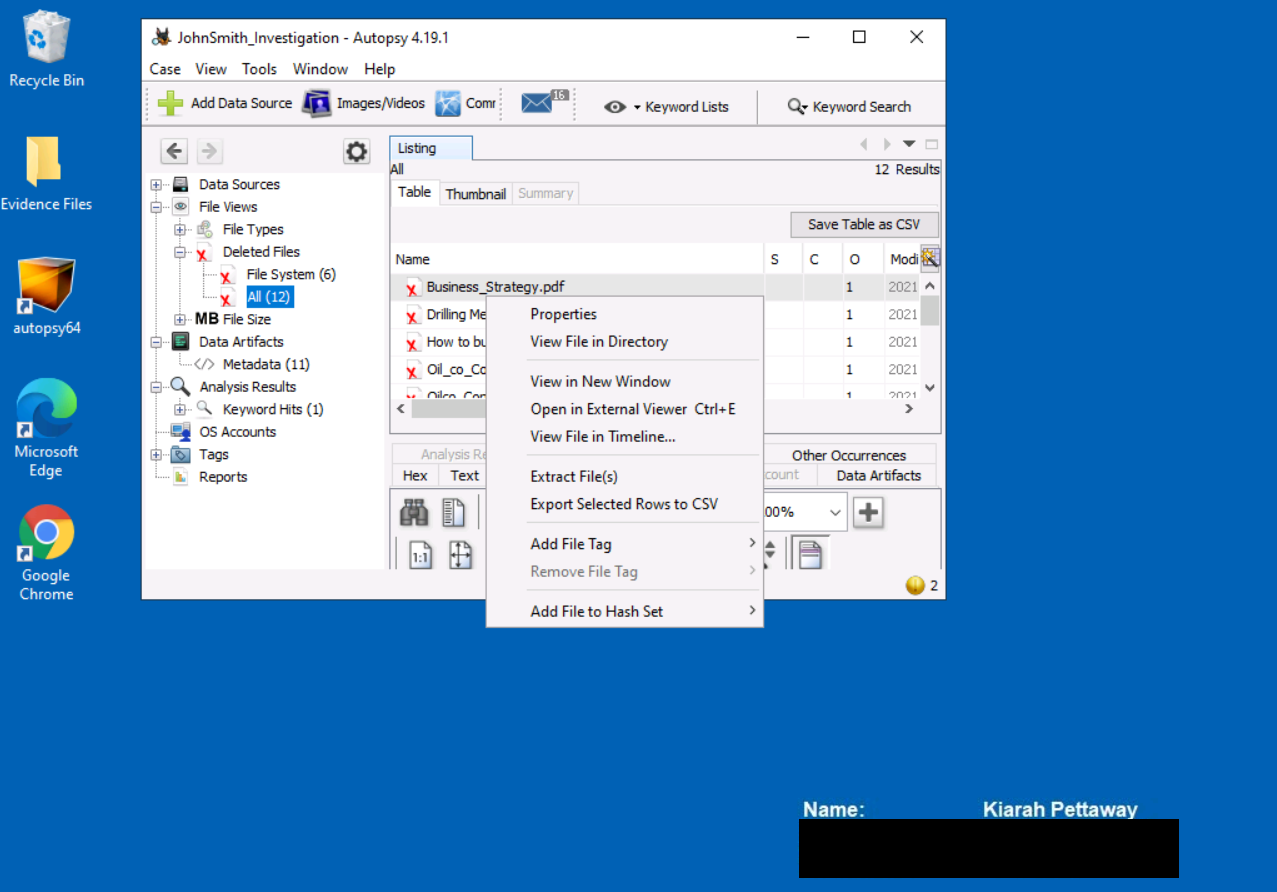 Recycle Bin
Evidence Files
autopsy64
Microsoft
Edge
Google
Chrome
JohnSmith_Investigation - Autopsy 4.19.1
Case View Tools Window Help
Add Data Source Images/Videos Comr 16 Keyword Lists Keyword Search
Data Sources
File Views
File Types
Deleted Files
File System (6)
All (12)
MB File Size
Data Artifacts
</> Metadata (11)
Analysis Results
Keyword Hits (1)
OS Accounts
Tags
Reports
Listing
All 12 Results
Table Thumbnail Summary
Save Table as CSV
Name S C O Modi
Business_Strategy.pdf 1 2021
Drilling Me 1 2021
How to bu 1 2021
Oil_co_Co 1 2021
Oilco_Con 1 2021
Properties
View File in Directory
View in New Window
Open in External Viewer Ctrl+E
View File in Timeline...
Extract File(s)
Export Selected Rows to CSV
Add File Tag
Remove File Tag
Add File to Hash Set
Analysis Re Other Occurrences
Hex Text count Data Artifacts
00%
1:1
2
Name: Kiarah Pettaway